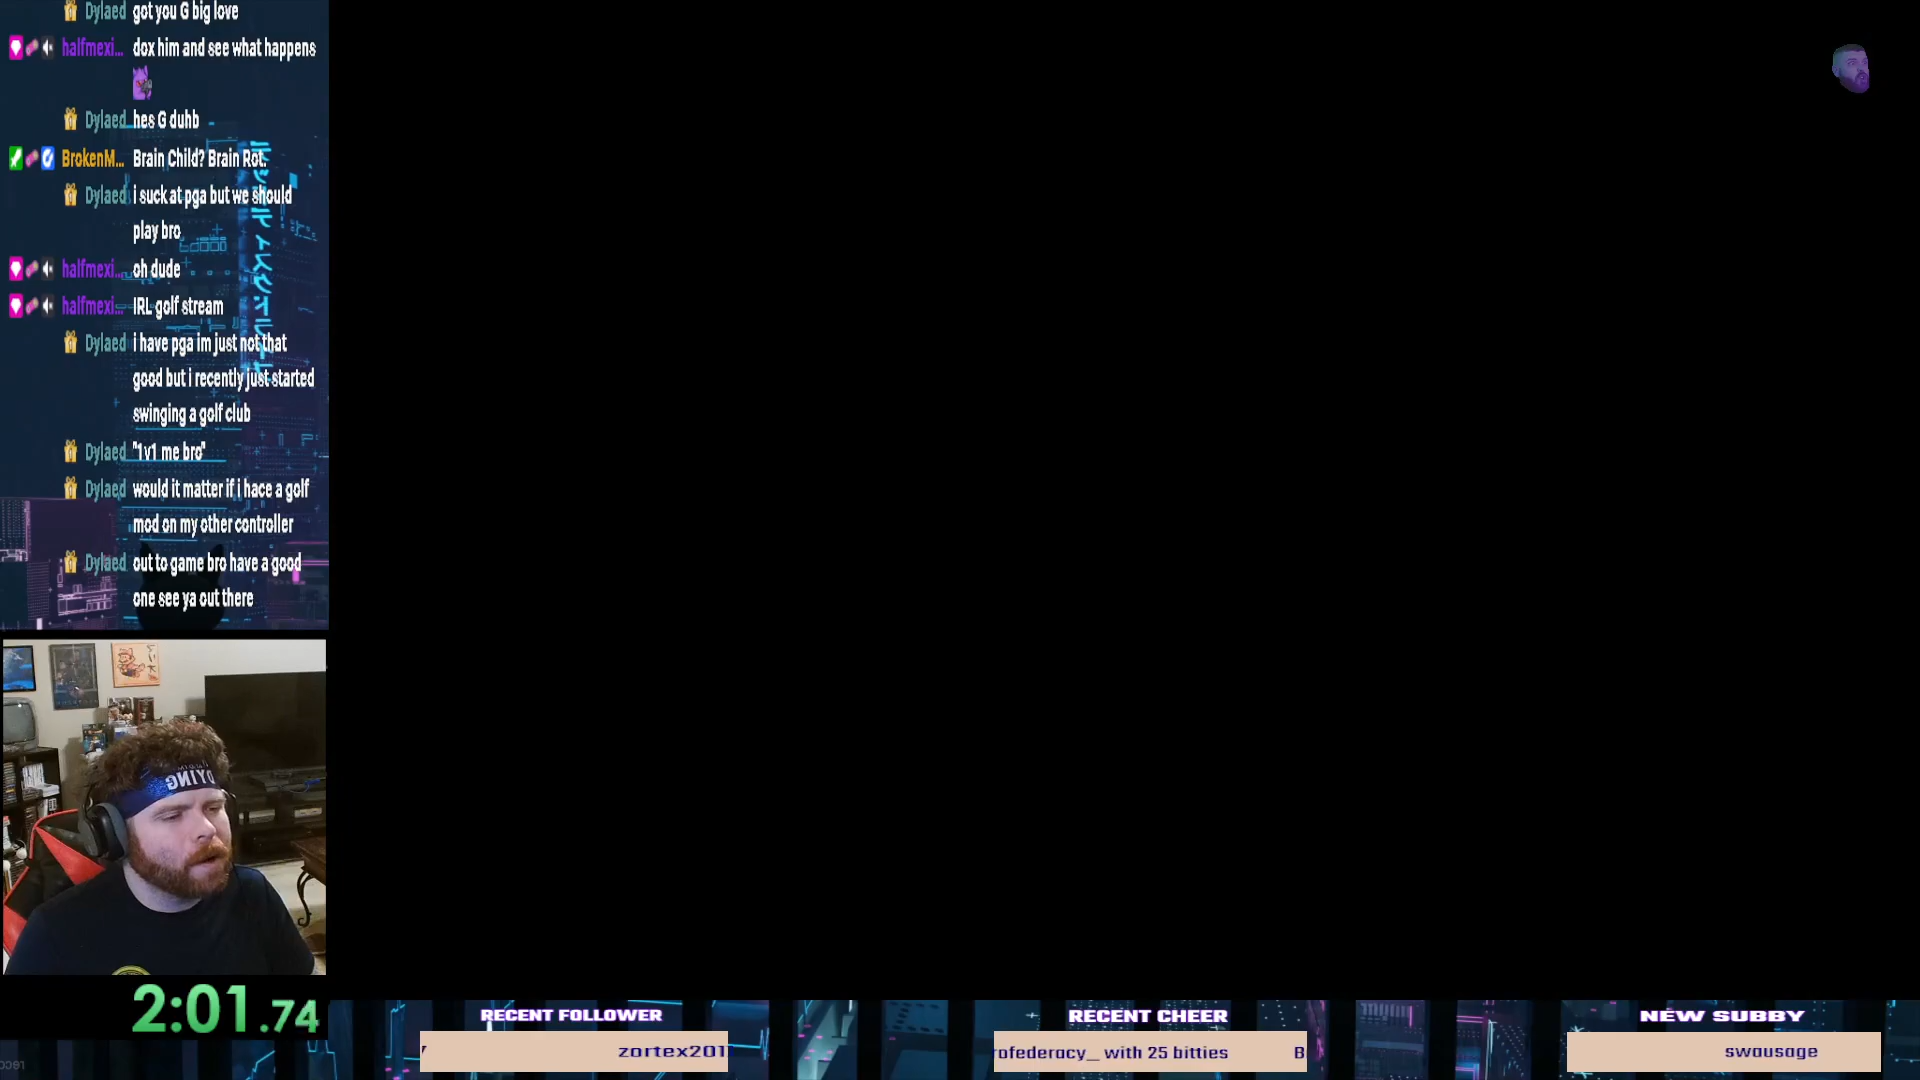 Dylaed got you G big love
halfmexi... dox him and see what happens
Dylaed hes G duhb
BrokenM... Brain Child? Brain Rot.
Dylaed i suck at pga but we should
play bro
halfmexi... oh dude
halfmexi... IRL golf stream
Dylaed i have pga im just not that
good but i recently just started
swinging a golf club
Dylaed "1v1 me bro"
Dylaed would it matter if i hace a golf
mod on my other controller
Dylaed out to game bro have a good
one see ya out there
DYING
2:01.74
RECENT FOLLOWER
zortex201
RECENT CHEER
rofederacy_ with 25 bitties B
NEW SUBBY
swausage